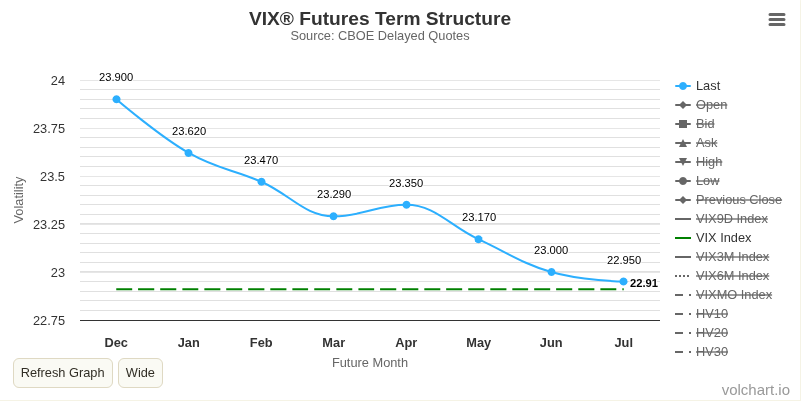 VIX® Futures Term Structure
Source: CBOE Delayed Quotes
Volatility
24
23.75
23.5
23.25
23
22.75
23.900
23.620
23.470
23.290
23.350
23.170
23.000
22.950
22.91
Dec Jan Feb Mar Apr May Jun Jul
Future Month
Last
Open
Bid
Ask
High
Low
Previous Close
VIX9D Index
VIX Index
VIX3M Index
VIX6M Index
VIXMO Index
HV10
HV20
HV30
Refresh Graph Wide
volchart.io